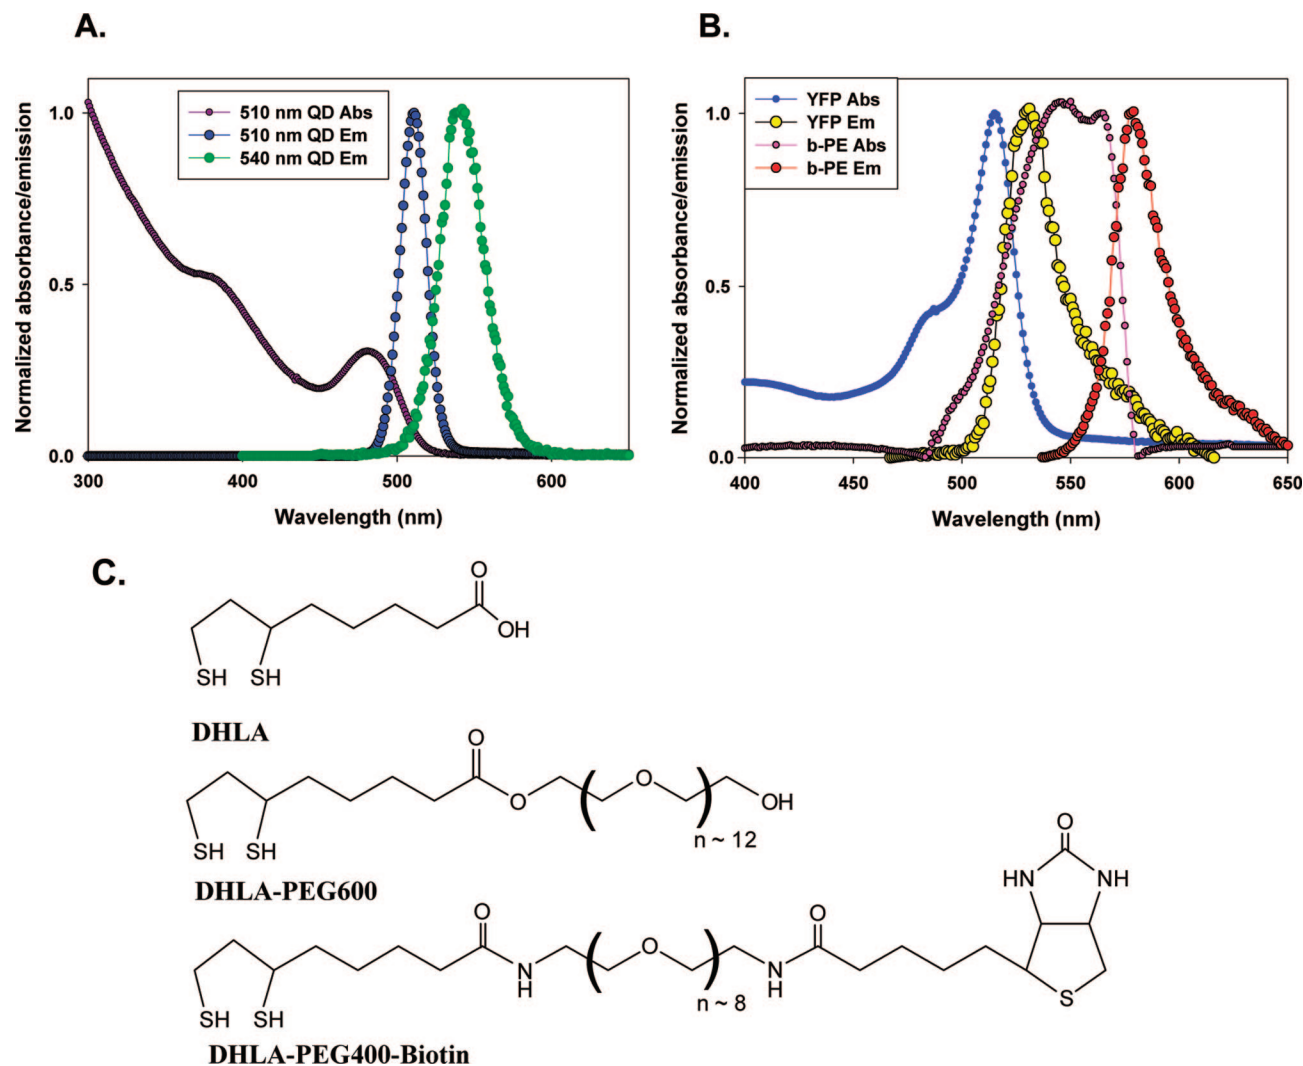 A.
Normalized absorbance/emission
1.0
0.5
0.0
510 nm QD Abs
510 nm QD Em
540 nm QD Em
300 400 500 600
Wavelength (nm)
B.
Normalized absorbance/emission
1.0
0.5
0.0
YFP Abs
YFP Em
b-PE Abs
b-PE Em
400 450 500 550 600 650
Wavelength (nm)
C.
O
OH
SH SH
DHLA
O
O O OH
SH SH
n ~ 12
DHLA-PEG600
O
HN NH
O O
O
N
H
N
H
S
SH SH
n ~ 8
DHLA-PEG400-Biotin